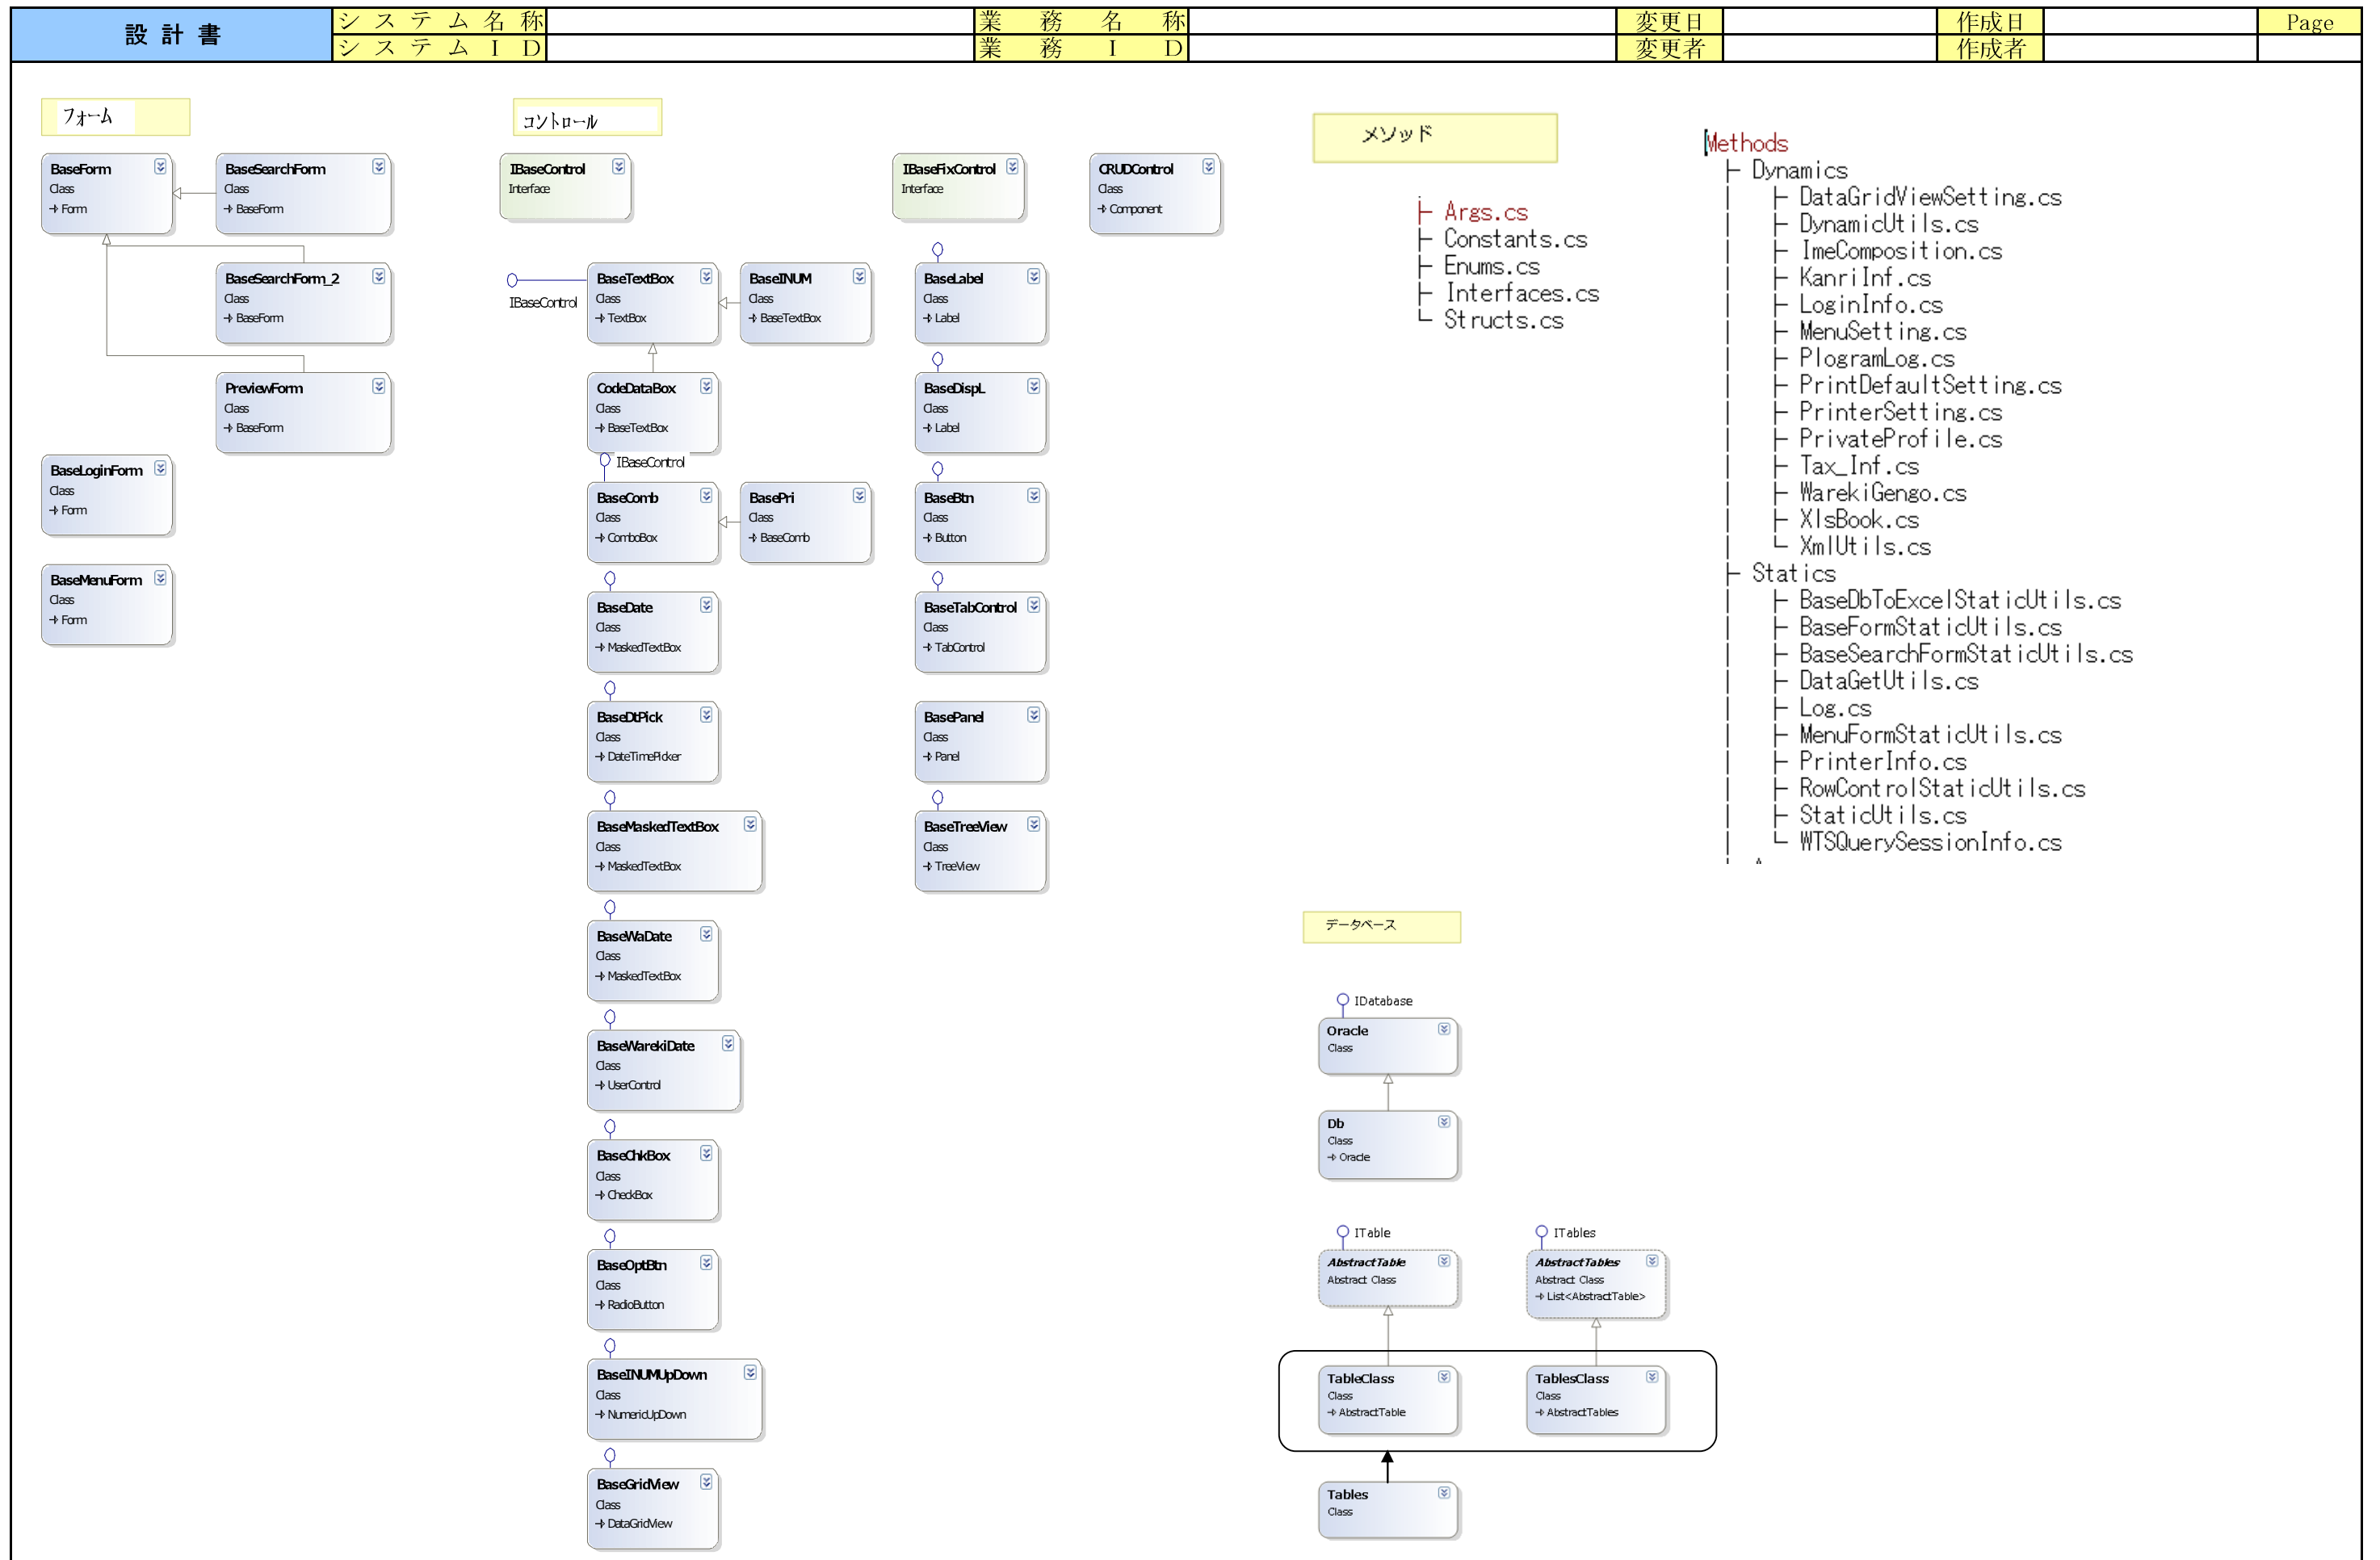 設 計 書
シ ス テ ム 名 称
業 務 名 称
変更日
作成日
Page
シ ス テ ム Ｉ Ｄ
業 務 Ｉ Ｄ
変更者
作成者
フォーム
BaseForm
Class
Form
BaseSearchForm
Class
BaseForm
BaseSearchForm_2
Class
BaseForm
PreviewForm
Class
BaseForm
BaseLoginForm
Class
Form
BaseMenuForm
Class
Form
コントロール
IBaseControl
Interface
IBaseControl
BaseTextBox
Class
TextBox
BaseINUM
Class
BaseTextBox
CodeDataBox
Class
BaseTextBox
IBaseControl
BaseComb
Class
ComboBox
BasePri
Class
BaseComb
BaseDate
Class
MaskedTextBox
BaseDtPick
Class
DateTimePicker
BaseMaskedTextBox
Class
MaskedTextBox
BaseWaDate
Class
MaskedTextBox
BaseWarekiDate
Class
UserControl
BaseChkBox
Class
CheckBox
BaseOptBtn
Class
RadioButton
BaseINUMUpDown
Class
NumericUpDown
BaseGridView
Class
DataGridView
IBaseFixControl
Interface
BaseLabel
Class
Label
BaseDispL
Class
Label
BaseBtn
Class
Button
BaseTabControl
Class
TabControl
BasePanel
Class
Panel
BaseTreeView
Class
TreeView
CRUDControl
Class
Component
メソッド
├ Args.cs
├ Constants.cs
├ Enums.cs
├ Interfaces.cs
└ Structs.cs
Methods
├ Dynamics
│ ├ DataGridViewSetting.cs
│ ├ DynamicUtils.cs
│ ├ ImeComposition.cs
│ ├ KanriInf.cs
│ ├ LoginInfo.cs
│ ├ MenuSetting.cs
│ ├ PlogramLog.cs
│ ├ PrintDefaultSetting.cs
│ ├ PrinterSetting.cs
│ ├ PrivateProfile.cs
│ ├ Tax_Inf.cs
│ ├ WarekiGengo.cs
│ ├ XlsBook.cs
│ └ XmlUtils.cs
├ Statics
│ ├ BaseDbToExcelStaticUtils.cs
│ ├ BaseFormStaticUtils.cs
│ ├ BaseSearchFormStaticUtils.cs
│ ├ DataGetUtils.cs
│ ├ Log.cs
│ ├ MenuFormStaticUtils.cs
│ ├ PrinterInfo.cs
│ ├ RowControlStaticUtils.cs
│ ├ StaticUtils.cs
│ └ WTSQuerySessionInfo.cs
データベース
IDatabase
Oracle
Class
Db
Class
Oracle
ITable
AbstractTable
Abstract Class
ITables
AbstractTables
Abstract Class
List<AbstractTable>
TableClass
Class
AbstractTable
TablesClass
Class
AbstractTables
Tables
Class